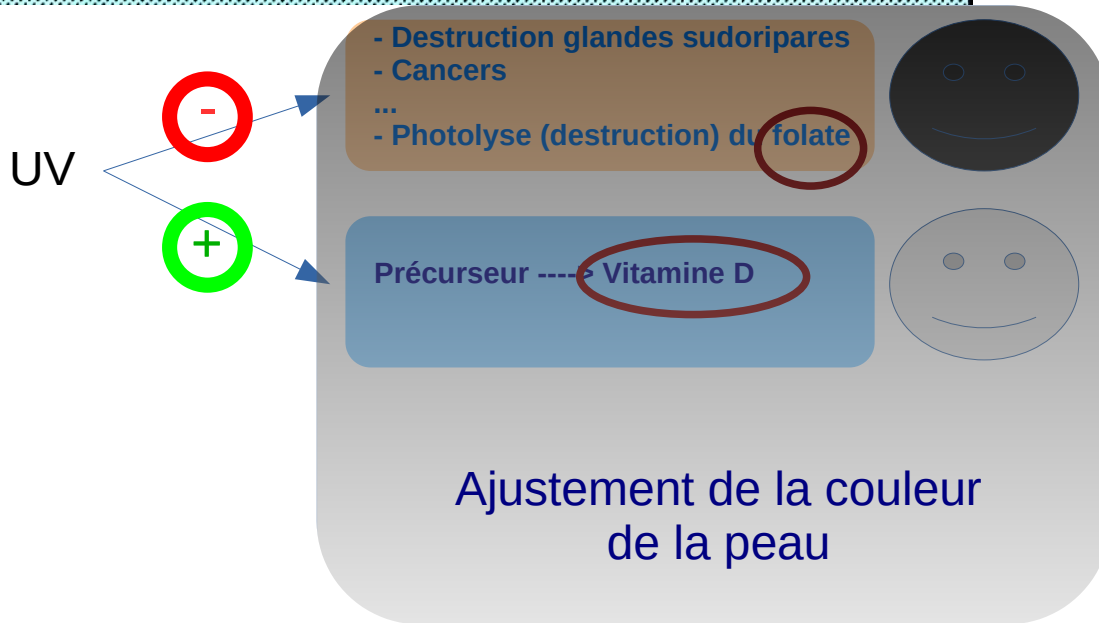 - Destruction glandes sudoripares
- Cancers
...
- Photolyse (destruction) du folate
-
UV
+
Précurseur ----> Vitamine D
Ajustement de la couleur
de la peau